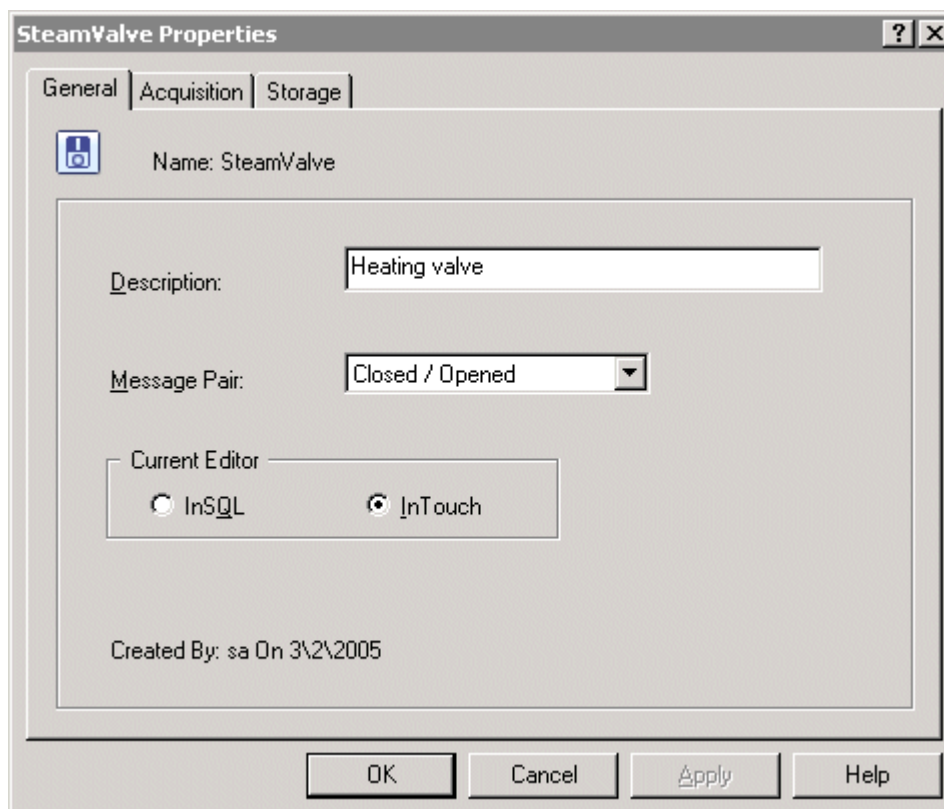 SteamValve Properties
General Acquisition Storage
Name: SteamValve
Description: Heating valve
Message Pair: Closed / Opened
Current Editor
InSQL InTouch
Created By: sa On 3\2\2005
OK Cancel Apply Help